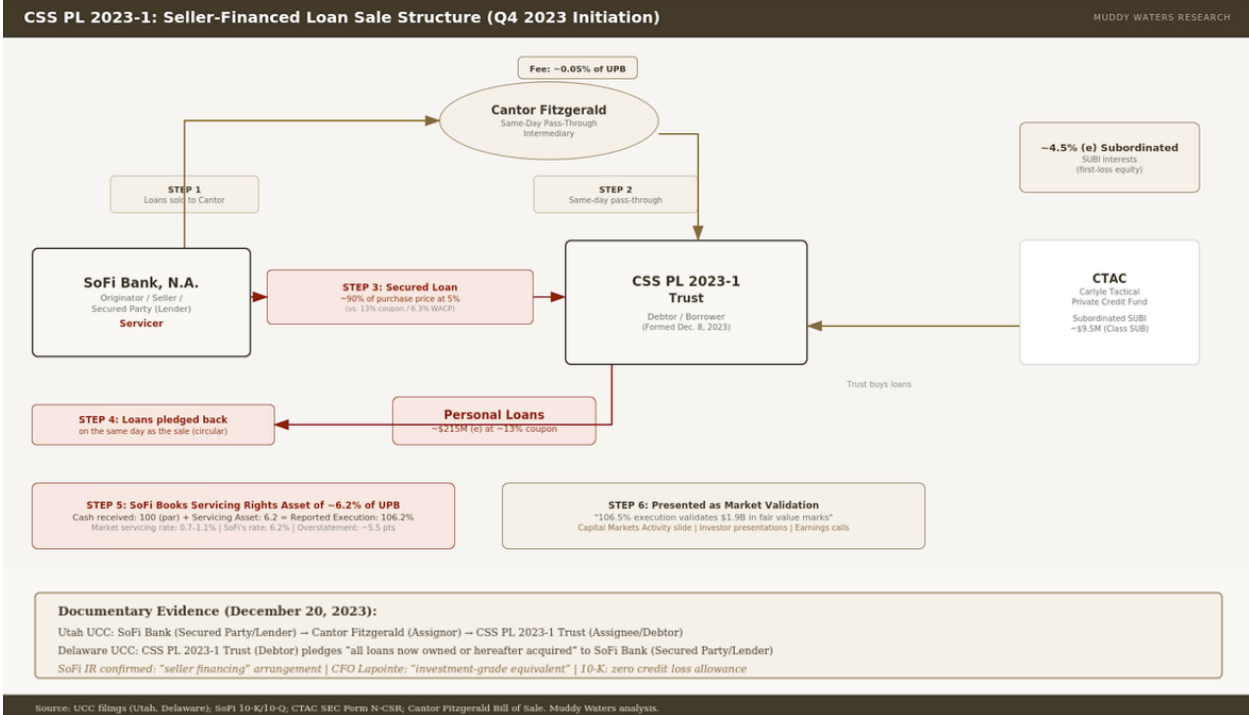 CSS PL 2023-1: Seller-Financed Loan Sale Structure (Q4 2023 Initiation)
MUDDY WATERS RESEARCH
Fee: ~0.05% of UPB
Cantor Fitzgerald
Same-Day Pass-Through
Intermediary
~4.5% (e) Subordinated
SUBI interests
(first-loss equity)
STEP 1
Loans sold to Cantor
STEP 2
Same-day pass-through
SoFi Bank, N.A.
Originator / Seller /
Secured Party (Lender)
Servicer
STEP 3: Secured Loan
~90% of purchase price at 5%
(vs. 13% coupon / 6.3% WACP)
CSS PL 2023-1
Trust
Debtor / Borrower
(Formed Dec. 8, 2023)
CTAC
Carlyle Tactical
Private Credit Fund
Subordinated SUBI
~$9.5M (Class SUB)
Trust buys loans
STEP 4: Loans pledged back
on the same day as the sale (circular)
Personal Loans
~$215M (e) at ~13% coupon
STEP 5: SoFi Books Servicing Rights Asset of ~6.2% of UPB
Cash received: 100 (par) + Servicing Asset: 6.2 = Reported Execution: 106.2%
Market servicing rate: 0.7–1.1% | SoFi's rate: 6.2% | Overstatement: ~5.5 pts
STEP 6: Presented as Market Validation
"106.5% execution validates $1.9B in fair value marks"
Capital Markets Activity slide | Investor presentations | Earnings calls
Documentary Evidence (December 20, 2023):
Utah UCC: SoFi Bank (Secured Party/Lender) → Cantor Fitzgerald (Assignor) → CSS PL 2023-1 Trust (Assignee/Debtor)
Delaware UCC: CSS PL 2023-1 Trust (Debtor) pledges "all loans now owned or hereafter acquired" to SoFi Bank (Secured Party/Lender)
SoFi IR confirmed: "seller financing" arrangement | CFO Lapointe: "investment-grade equivalent" | 10-K: zero credit loss allowance
Source: UCC filings (Utah, Delaware); SoFi 10-K/10-Q; CTAC SEC Form N-CSR; Cantor Fitzgerald Bill of Sale. Muddy Waters analysis.